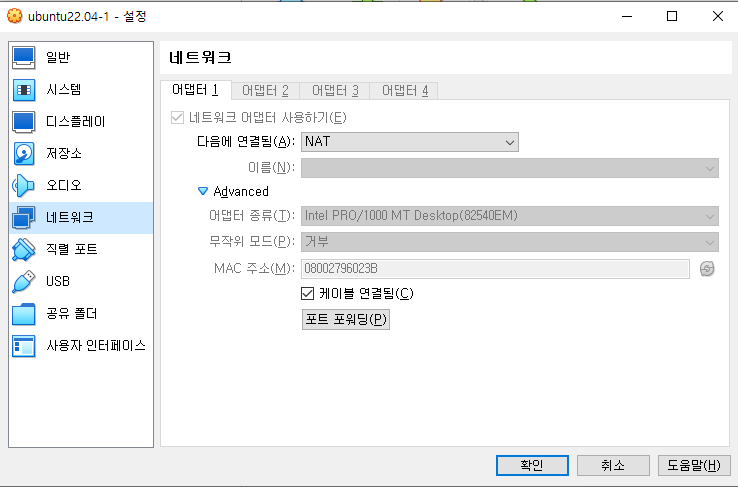 ubuntu22.04-1 - 설정
일반
시스템
디스플레이
저장소
오디오
네트워크
직렬 포트
USB
공유 폴더
사용자 인터페이스
네트워크
어댑터 1 어댑터 2 어댑터 3 어댑터 4
네트워크 어댑터 사용하기(E)
다음에 연결됨(A): NAT
이름(N):
Advanced
어댑터 종류(T): Intel PRO/1000 MT Desktop(82540EM)
무작위 모드(P): 거부
MAC 주소(M): 08002796023B
케이블 연결됨(C)
포트 포워딩(P)
확인 취소 도움말(H)